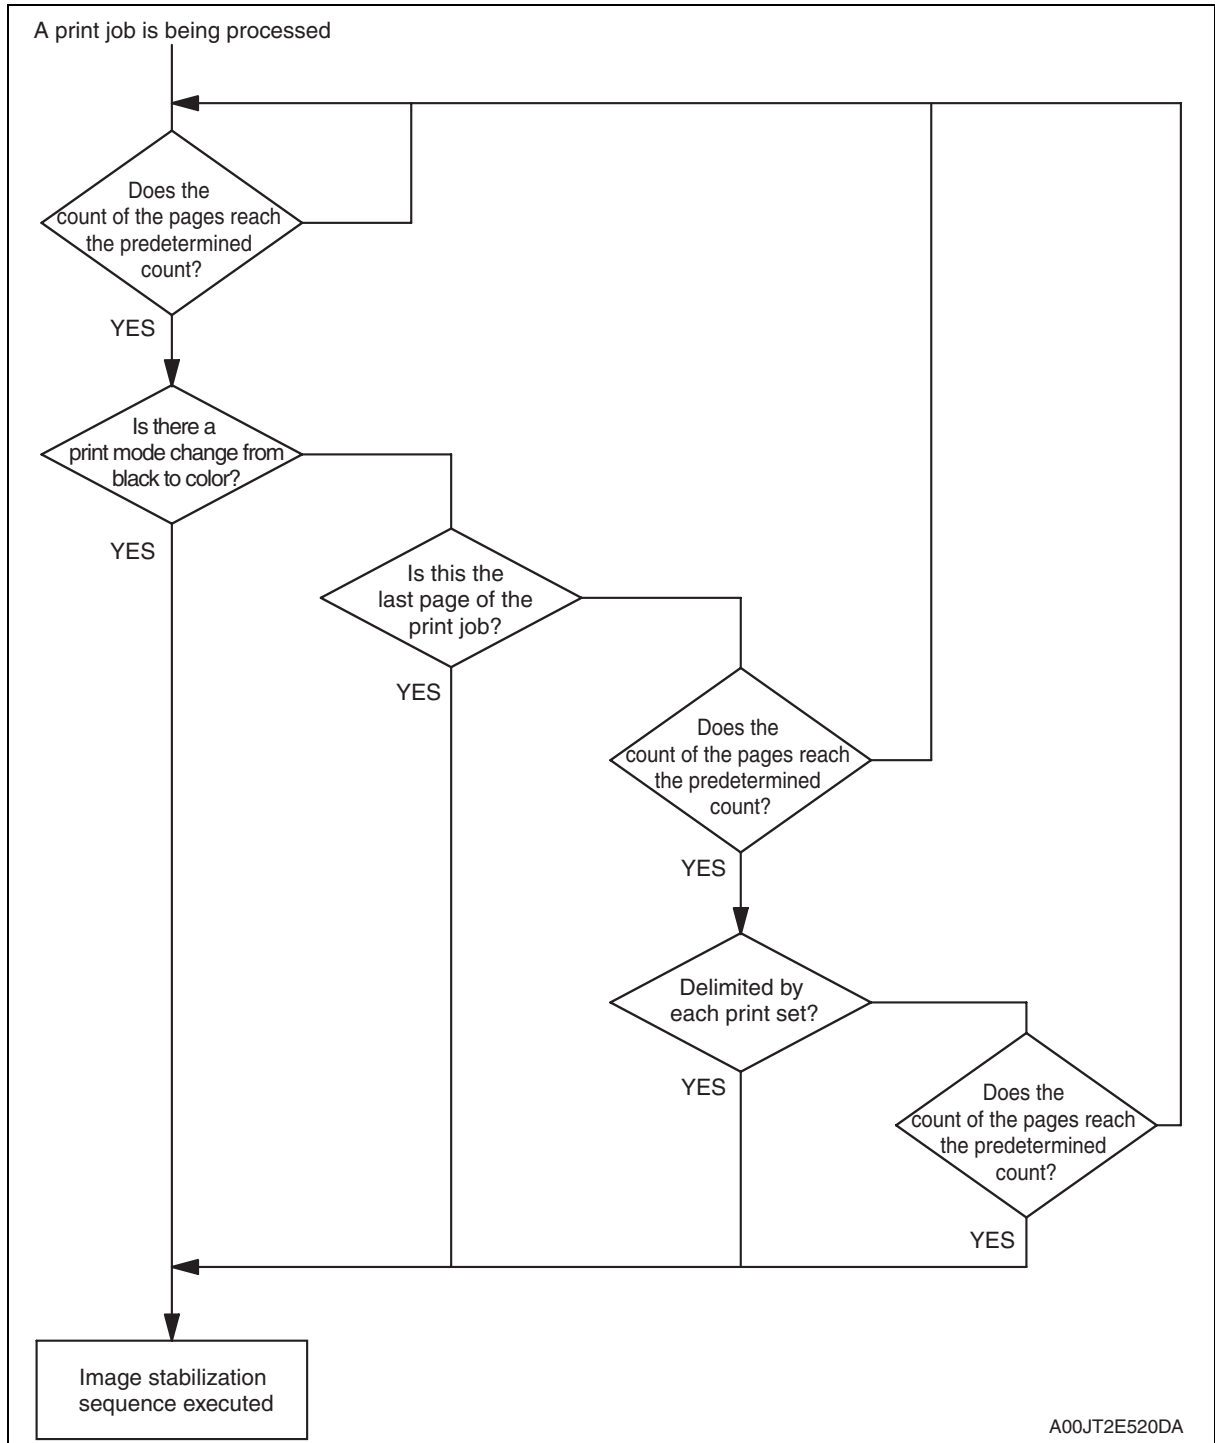 A print job is being processed
Does the
count of the pages reach
the predetermined
count?
YES
Is there a
print mode change from
black to color?
YES
Is this the
last page of the
print job?
YES
Does the
count of the pages reach
the predetermined
count?
YES
Delimited by
each print set?
YES
Does the
count of the pages reach
the predetermined
count?
YES
Image stabilization
sequence executed
A00JT2E520DA